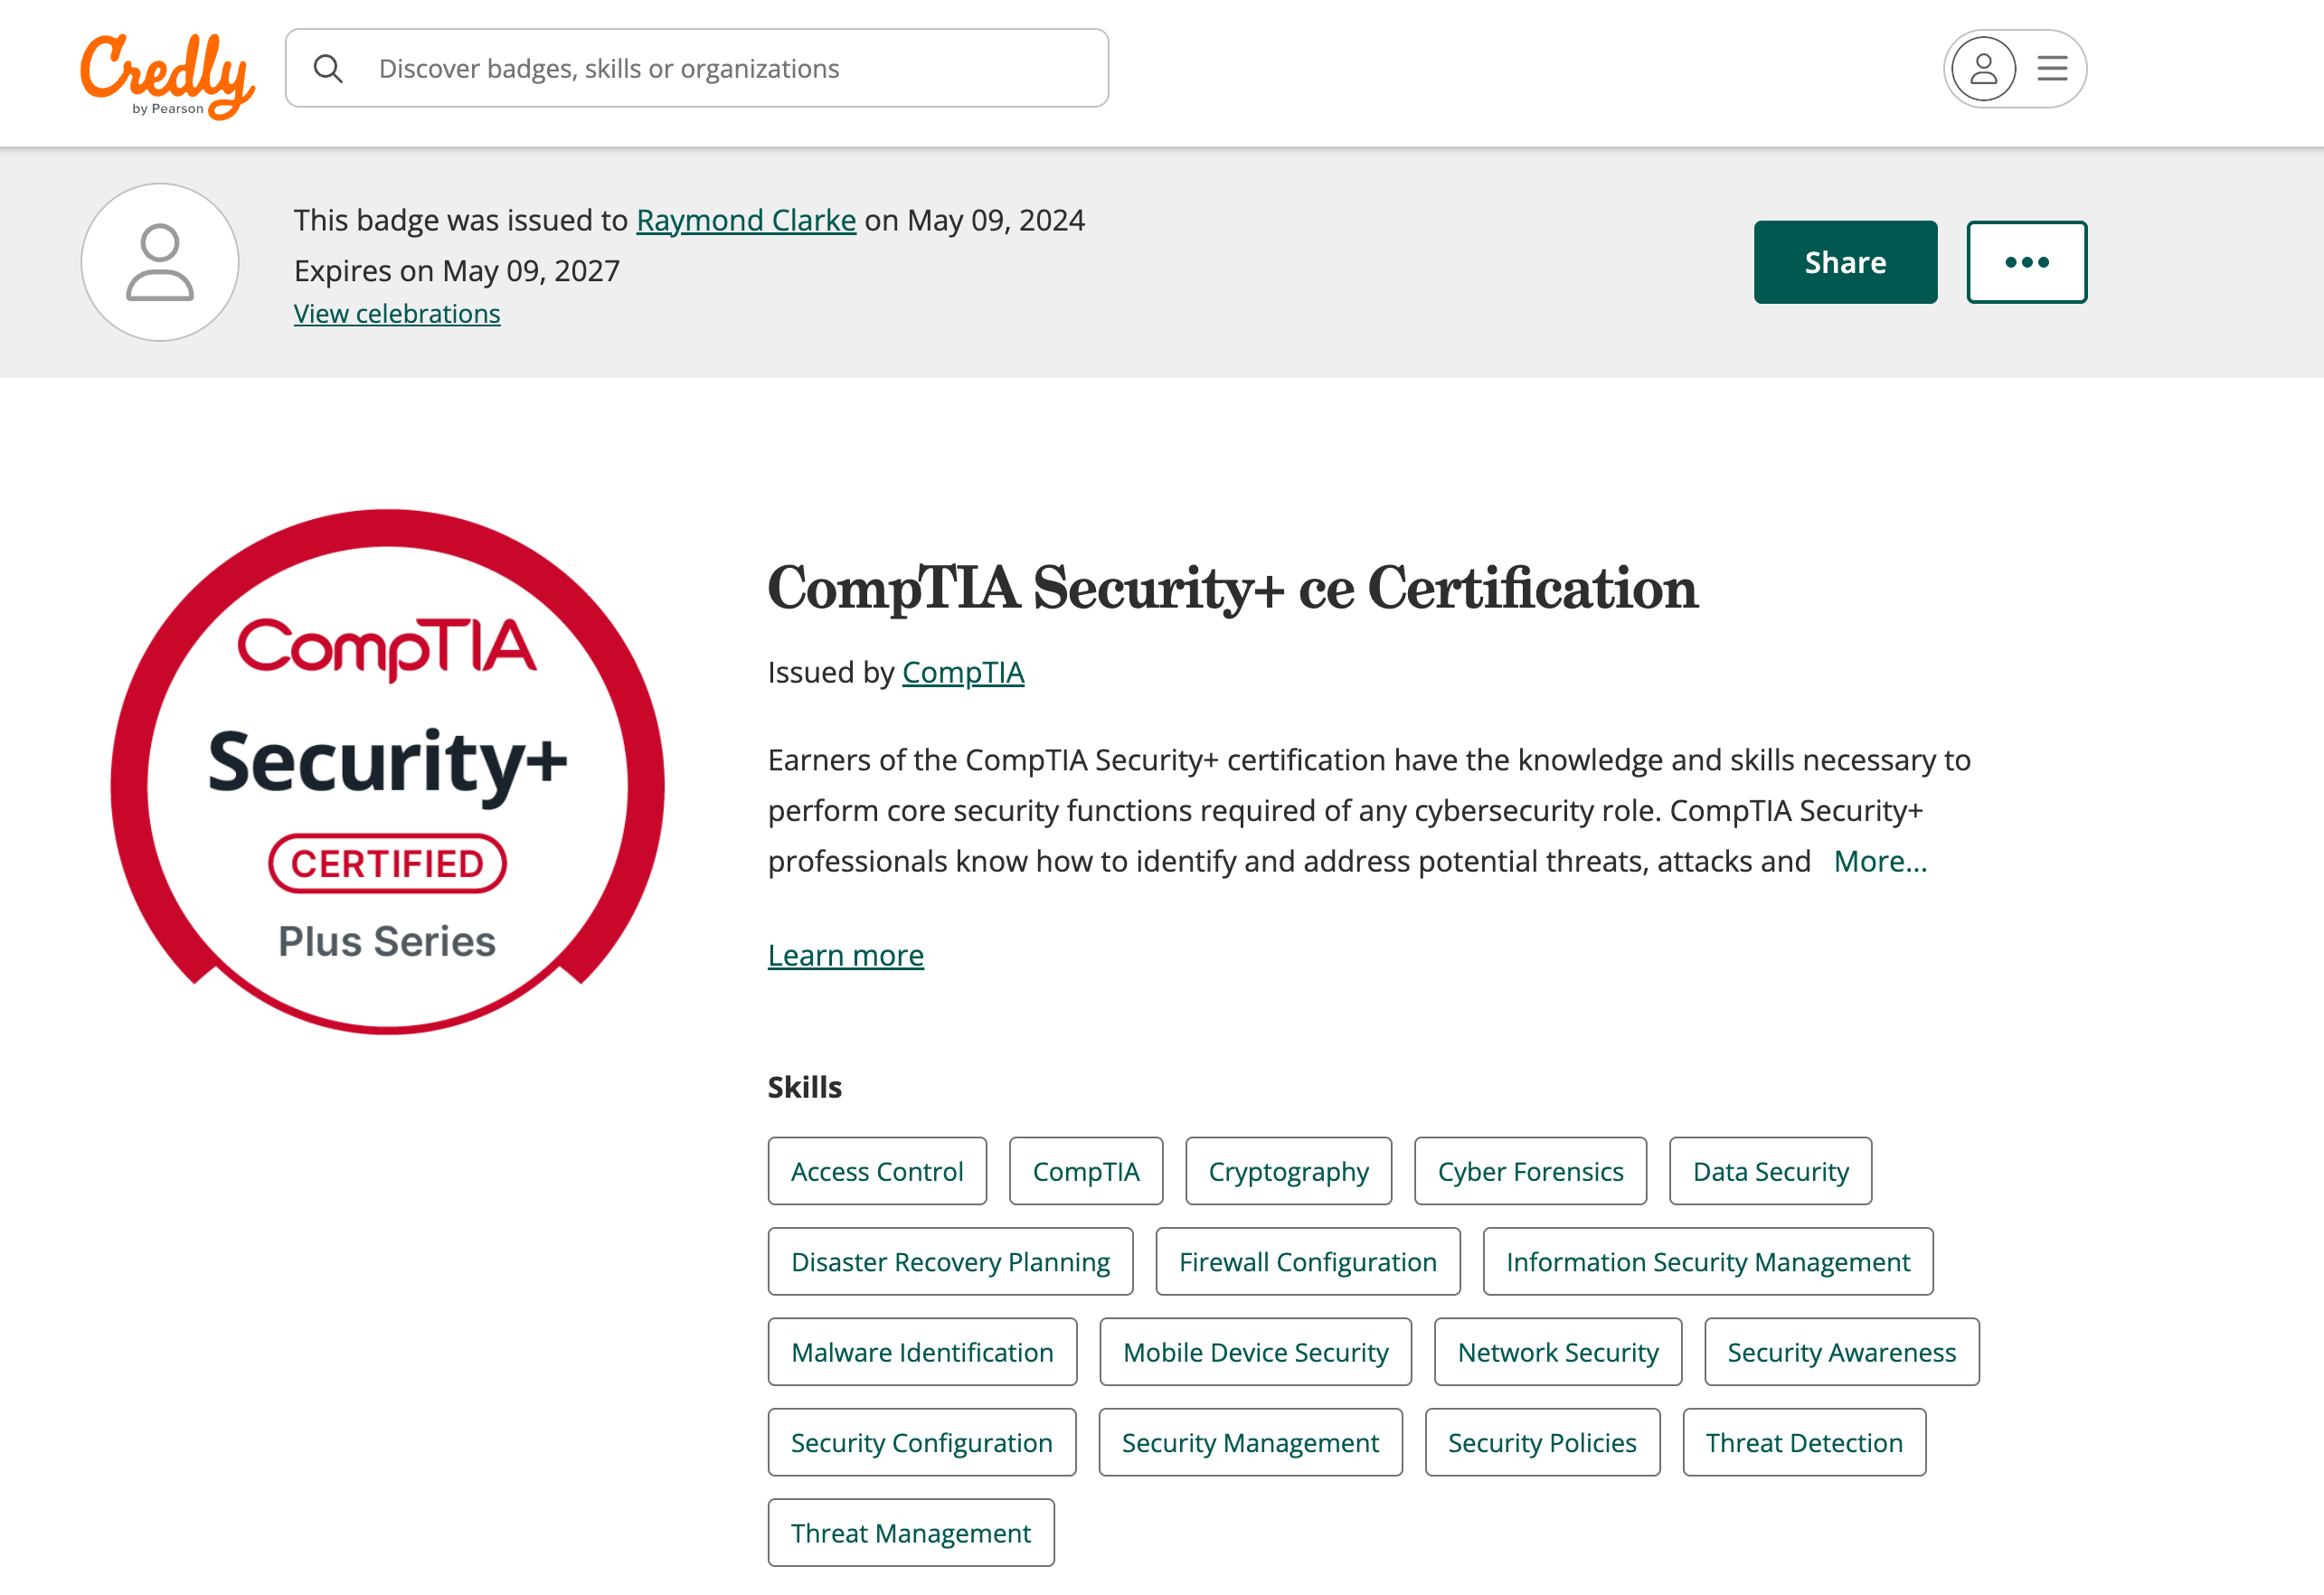 Credly
by Pearson
Discover badges, skills or organizations
This badge was issued to Raymond Clarke on May 09, 2024
Expires on May 09, 2027
View celebrations
Share
CompTIA
Security+
CERTIFIED
Plus Series
CompTIA Security+ ce Certification
Issued by CompTIA
Earners of the CompTIA Security+ certification have the knowledge and skills necessary to
perform core security functions required of any cybersecurity role. CompTIA Security+
professionals know how to identify and address potential threats, attacks and More...
Learn more
Skills
Access Control CompTIA Cryptography Cyber Forensics Data Security
Disaster Recovery Planning Firewall Configuration Information Security Management
Malware Identification Mobile Device Security Network Security Security Awareness
Security Configuration Security Management Security Policies Threat Detection
Threat Management